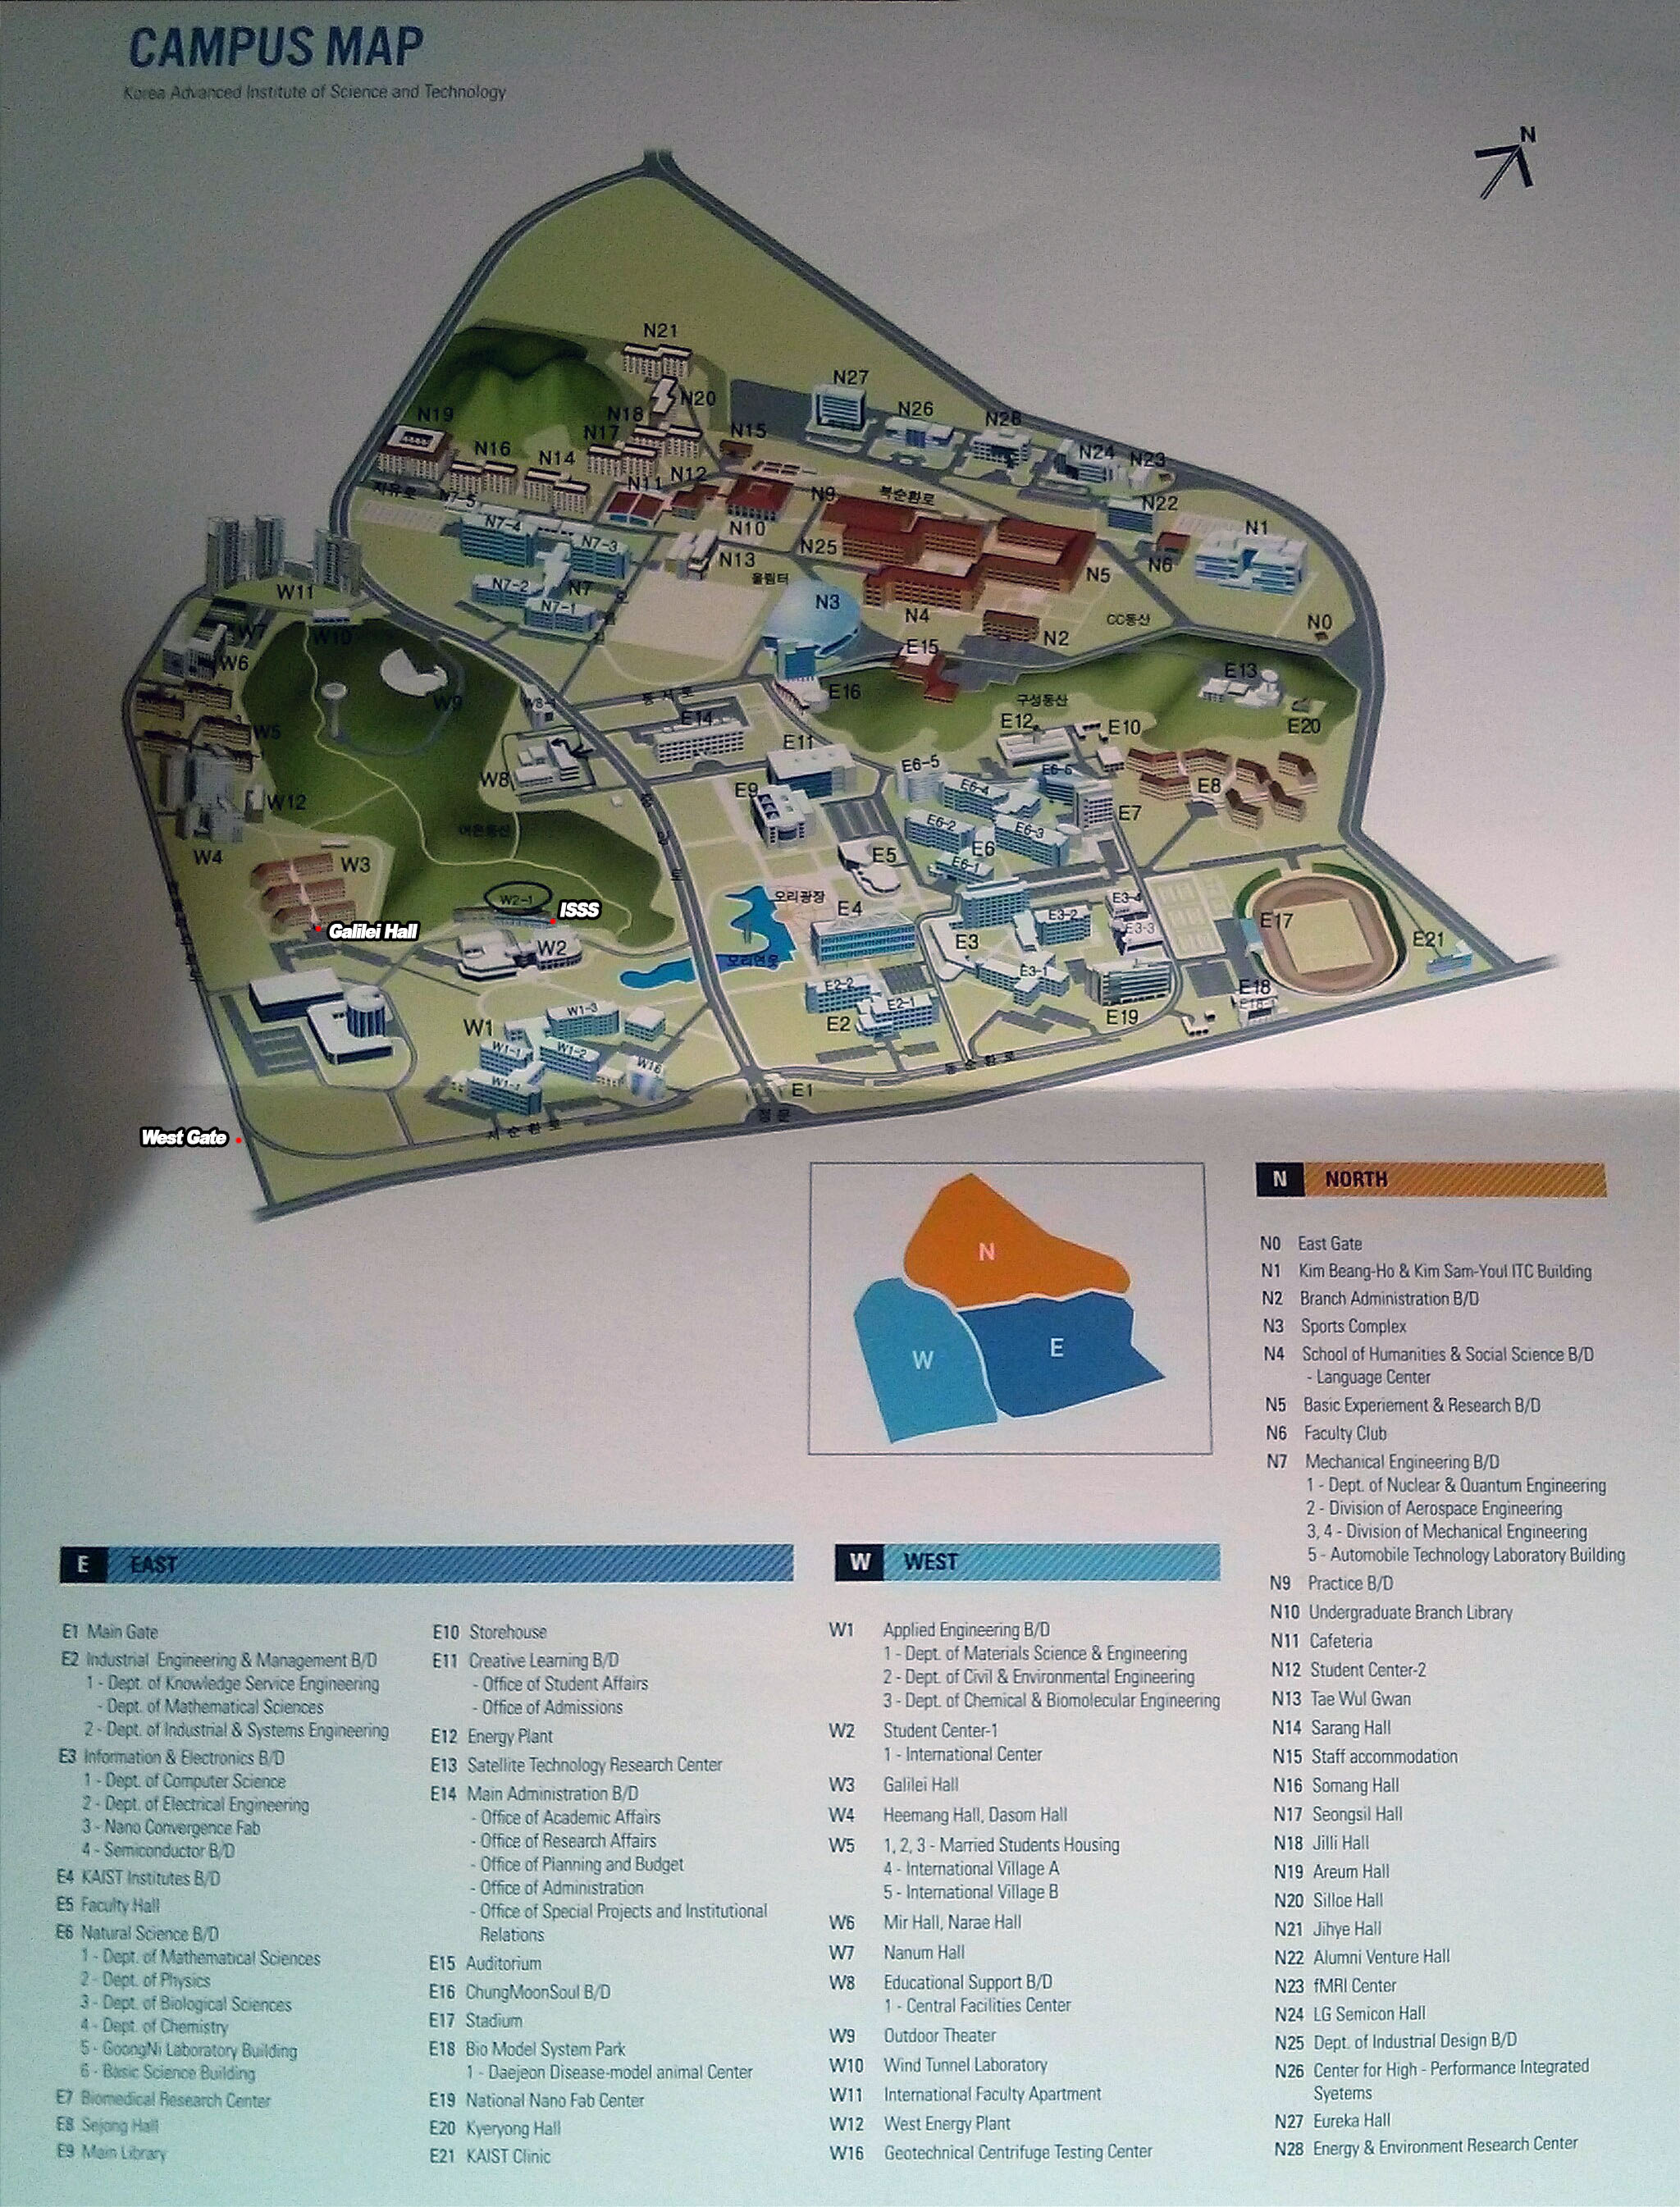 CAMPUS MAP
Korea Advanced Institute of Science and Technology
N
N21
N27
N20
N26
N28
N19
N18
N17
N15
N24
N23
N16
N14
N12
N11
N9
북순환로
N22
N7-5
N10
N1
N7-4
N7-3
N13
N25
N5
N6
울림터
W11
N7-2
N7
N7-1
N3
N4
CC동산
N0
W7
W10
N2
W6
E15
E13
W9
W8-1
동서로
E16
구성동산
E20
W5
E14
E12
E10
E11
W8
E6-5
E6-6
E9
E6-4
E8
W12
E7
어은동산
E6-2
E6-3
E6
W4
W3
E5
E6-1
W2-1
ISSS
오리광장
E4
E3-4
E3-2
E3-3
E17
Galilei Hall
W2
E3
E21
오리연못
E3-1
E2-2
E18
E18-1
E2-1
W1
W1-3
E2
E19
W1-1
W1-2
W16
동순환로
W1-1
E1
정문
서순환로
West Gate
N
W
E
N NORTH
N0 East Gate
N1 Kim Beang-Ho & Kim Sam-Youl ITC Building
N2 Branch Administration B/D
N3 Sports Complex
N4 School of Humanities & Social Science B/D
- Language Center
N5 Basic Experiement & Research B/D
N6 Faculty Club
N7 Mechanical Engineering B/D
1 - Dept. of Nuclear & Quantum Engineering
2 - Division of Aerospace Engineering
3, 4 - Division of Mechanical Engineering
5 - Automobile Technology Laboratory Building
N9 Practice B/D
N10 Undergraduate Branch Library
N11 Cafeteria
N12 Student Center-2
N13 Tae Wul Gwan
N14 Sarang Hall
N15 Staff accommodation
N16 Somang Hall
N17 Seongsil Hall
N18 Jilli Hall
N19 Areum Hall
N20 Silloe Hall
N21 Jihye Hall
N22 Alumni Venture Hall
N23 fMRI Center
N24 LG Semicon Hall
N25 Dept. of Industrial Design B/D
N26 Center for High - Performance Integrated
Syetems
N27 Eureka Hall
N28 Energy & Environment Research Center
E EAST
E1 Main Gate
E2 Industrial Engineering & Management B/D
1 - Dept. of Knowledge Service Engineering
- Dept. of Mathematical Sciences
2 - Dept. of Industrial & Systems Engineering
E3 Information & Electronics B/D
1 - Dept. of Computer Science
2 - Dept. of Electrical Engineering
3 - Nano Convergence Fab
4 - Semiconductor B/D
E4 KAIST Institutes B/D
E5 Faculty Hall
E6 Natural Science B/D
1 - Dept. of Mathematical Sciences
2 - Dept. of Physics
3 - Dept. of Biological Sciences
4 - Dept. of Chemistry
5 - GoongNi Laboratory Building
6 - Basic Science Building
E7 Biomedical Research Center
E8 Sejong Hall
E9 Main Library
E10 Storehouse
E11 Creative Learning B/D
- Office of Student Affairs
- Office of Admissions
E12 Energy Plant
E13 Satellite Technology Research Center
E14 Main Administration B/D
- Office of Academic Affairs
- Office of Research Affairs
- Office of Planning and Budget
- Office of Administration
- Office of Special Projects and Institutional
Relations
E15 Auditorium
E16 ChungMoonSoul B/D
E17 Stadium
E18 Bio Model System Park
1 - Daejeon Disease-model animal Center
E19 National Nano Fab Center
E20 Kyeryong Hall
E21 KAIST Clinic
W WEST
W1 Applied Engineering B/D
1 - Dept. of Materials Science & Engineering
2 - Dept. of Civil & Environmental Engineering
3 - Dept. of Chemical & Biomolecular Engineering
W2 Student Center-1
1 - International Center
W3 Galilei Hall
W4 Heemang Hall, Dasom Hall
W5 1, 2, 3 - Married Students Housing
4 - International Village A
5 - International Village B
W6 Mir Hall, Narae Hall
W7 Nanum Hall
W8 Educational Support B/D
1 - Central Facilities Center
W9 Outdoor Theater
W10 Wind Tunnel Laboratory
W11 International Faculty Apartment
W12 West Energy Plant
W16 Geotechnical Centrifuge Testing Center